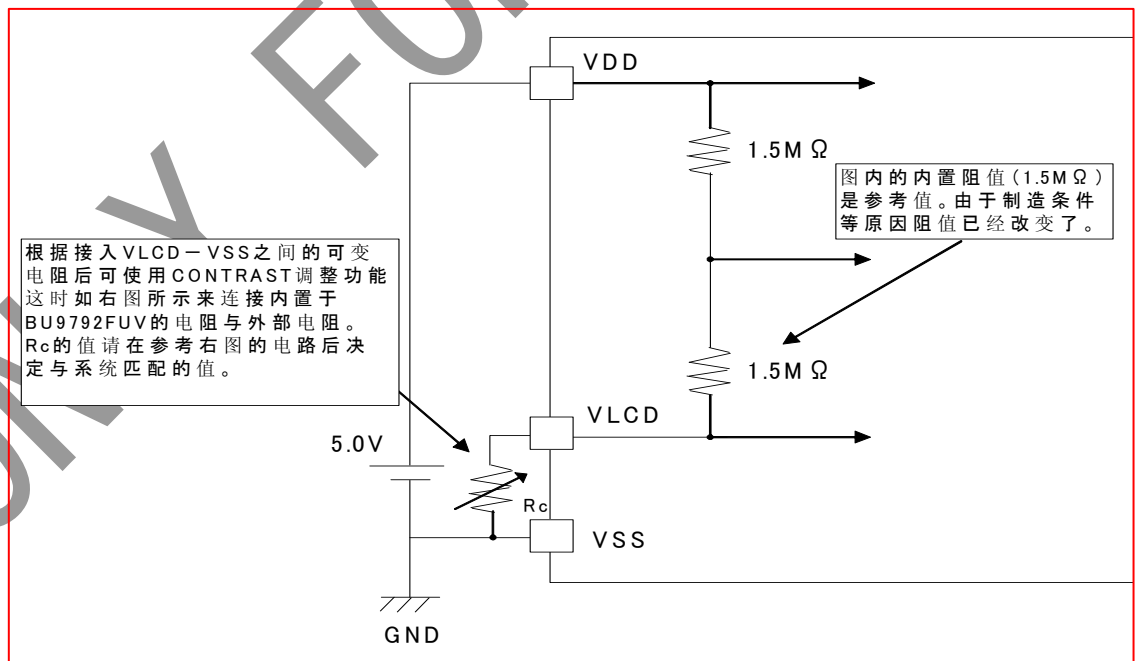 VDD
1.5MΩ
图内的内置阻值(1.5MΩ)
是参考值。由于制造条件
等原因阻值已经改变了。
根据接入VLCD－VSS之间的可变
电阻后可使用CONTRAST调整功能
这时如右图所示来连接内置于
BU9792FUV的电阻与外部电阻。
Rc的值请在参考右图的电路后决
定与系统匹配的值。
1.5MΩ
VLCD
5.0V
Rc
VSS
GND